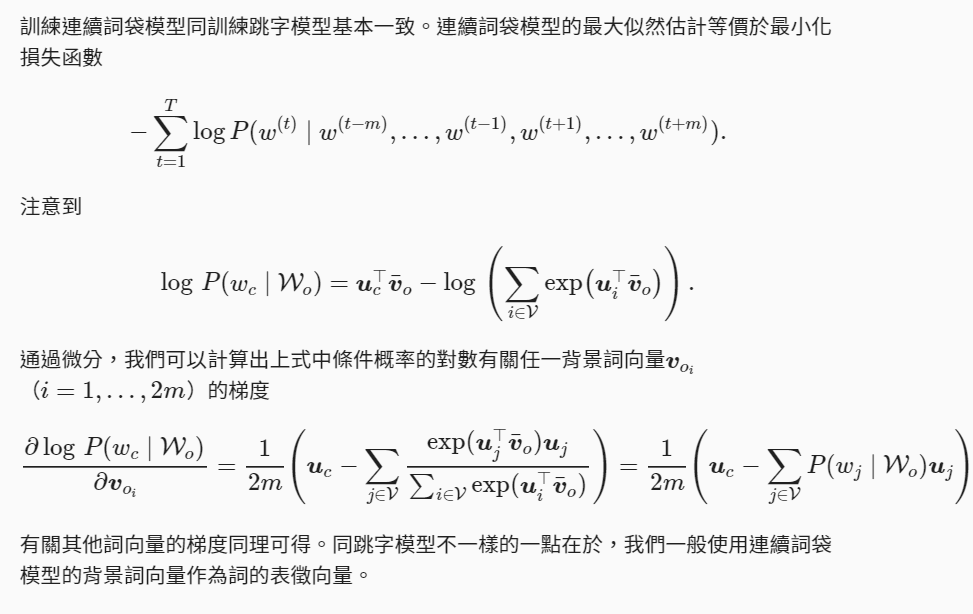 訓練連續詞袋模型同訓練跳字模型基本一致。連續詞袋模型的最大似然估計等價於最小化
損失函數
$$-\sum_{t=1}^{T} \log P(w^{(t)} \mid w^{(t-m)}, \ldots, w^{(t-1)}, w^{(t+1)}, \ldots, w^{(t+m)}).$$
注意到
$$\log P(w_c \mid \mathcal{W}_o) = \boldsymbol{u}_c^\top \bar{\boldsymbol{v}}_o - \log \left( \sum_{i \in \mathcal{V}} \exp\left(\boldsymbol{u}_i^\top \bar{\boldsymbol{v}}_o\right) \right).$$
通過微分，我們可以計算出上式中條件概率的對數有關任一背景詞向量$\boldsymbol{v}_{o_i}$
（$i = 1, \ldots, 2m$）的梯度
$$\frac{\partial \log P(w_c \mid \mathcal{W}_o)}{\partial \boldsymbol{v}_{o_i}} = \frac{1}{2m} \left( \boldsymbol{u}_c - \sum_{j \in \mathcal{V}} \frac{\exp(\boldsymbol{u}_j^\top \bar{\boldsymbol{v}}_o) \boldsymbol{u}_j}{\sum_{i \in \mathcal{V}} \exp(\boldsymbol{u}_i^\top \bar{\boldsymbol{v}}_o)} \right) = \frac{1}{2m} \left( \boldsymbol{u}_c - \sum_{j \in \mathcal{V}} P(w_j \mid \mathcal{W}_o) \boldsymbol{u}_j \right)$$
有關其他詞向量的梯度同理可得。同跳字模型不一樣的一點在於，我們一般使用連續詞袋
模型的背景詞向量作為詞的表徵向量。